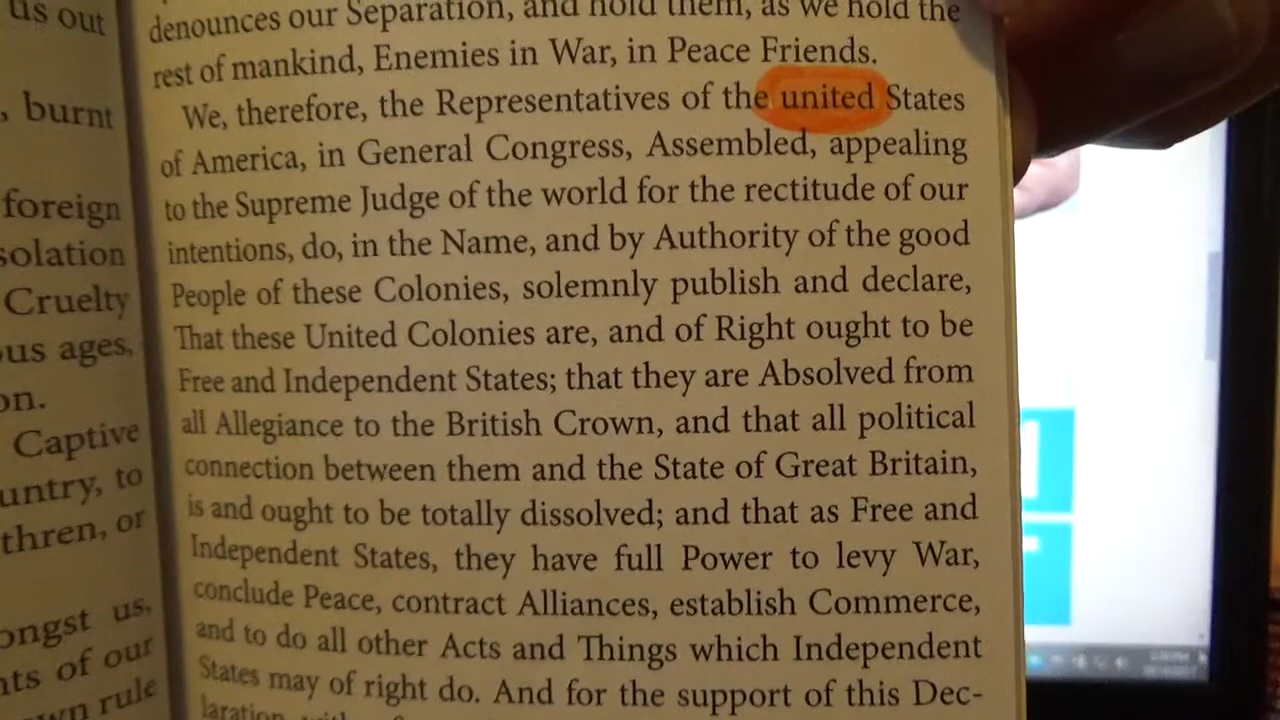 us out
, burnt
foreign
solation
Cruelty
ous ages,
on.
Captive
untry, to
thren, or
ongst us,
nts of our
wn rule
denounces our Separation, and hold them, as we hold the
rest of mankind, Enemies in War, in Peace Friends.
We, therefore, the Representatives of the united States
of America, in General Congress, Assembled, appealing
to the Supreme Judge of the world for the rectitude of our
intentions, do, in the Name, and by Authority of the good
People of these Colonies, solemnly publish and declare,
That these United Colonies are, and of Right ought to be
Free and Independent States; that they are Absolved from
all Allegiance to the British Crown, and that all political
connection between them and the State of Great Britain,
is and ought to be totally dissolved; and that as Free and
Independent States, they have full Power to levy War,
conclude Peace, contract Alliances, establish Commerce,
and to do all other Acts and Things which Independent
States may of right do. And for the support of this Dec-
laration